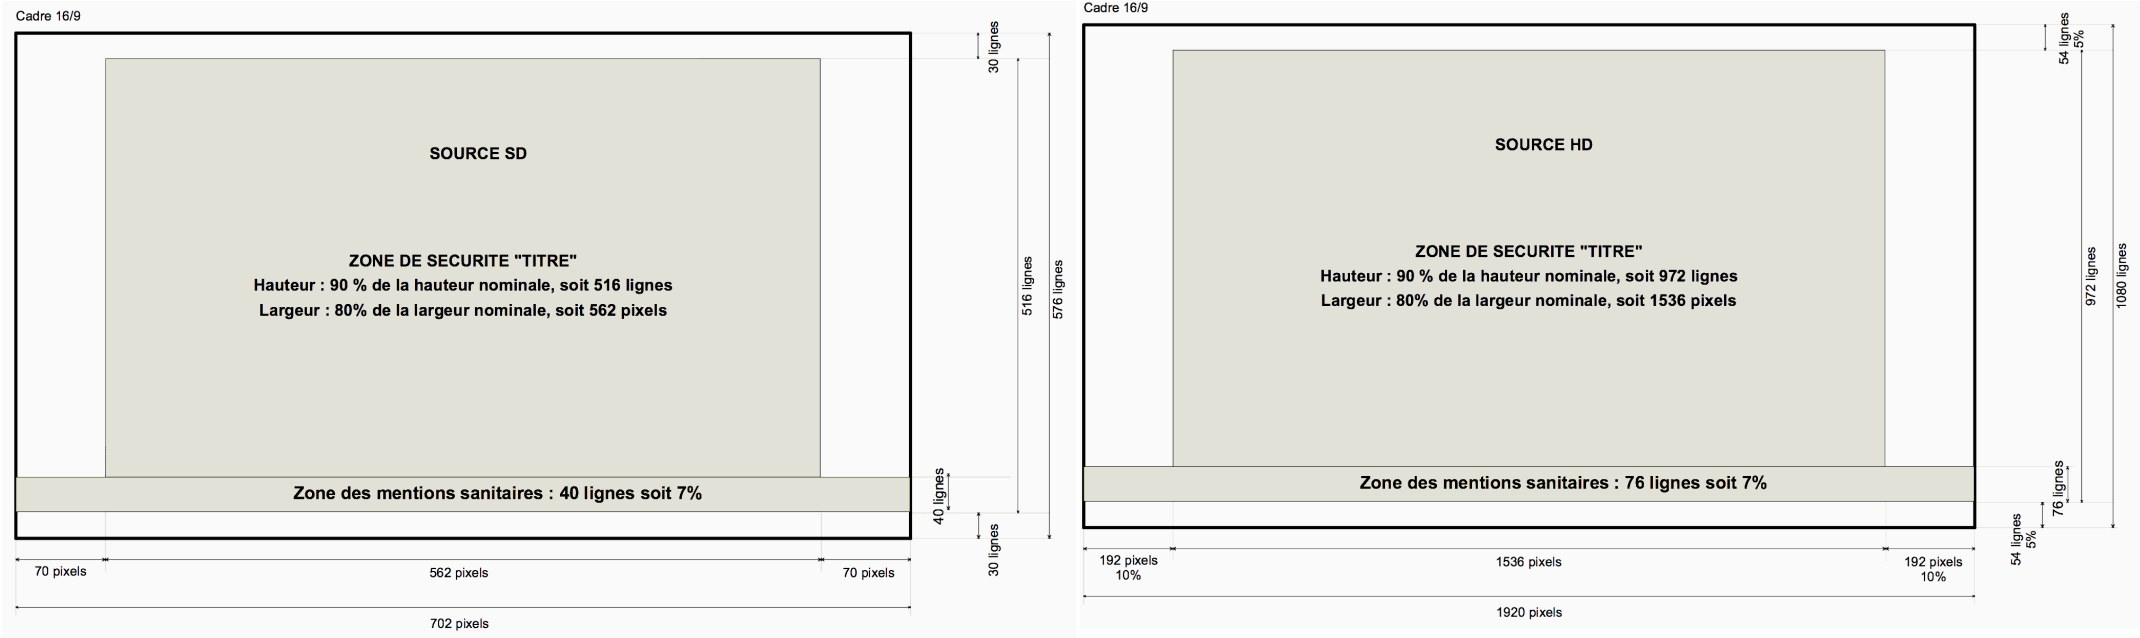 Cadre 16/9
SOURCE SD
ZONE DE SECURITE "TITRE"
Hauteur : 90 % de la hauteur nominale, soit 516 lignes
Largeur : 80% de la largeur nominale, soit 562 pixels
Zone des mentions sanitaires : 40 lignes soit 7%
30 lignes
516 lignes
576 lignes
40 lignes
30 lignes
70 pixels
562 pixels
70 pixels
702 pixels
Cadre 16/9
SOURCE HD
ZONE DE SECURITE "TITRE"
Hauteur : 90 % de la hauteur nominale, soit 972 lignes
Largeur : 80% de la largeur nominale, soit 1536 pixels
Zone des mentions sanitaires : 76 lignes soit 7%
54 lignes
5%
972 lignes
1080 lignes
76 lignes
54 lignes
5%
192 pixels
10%
1536 pixels
192 pixels
10%
1920 pixels